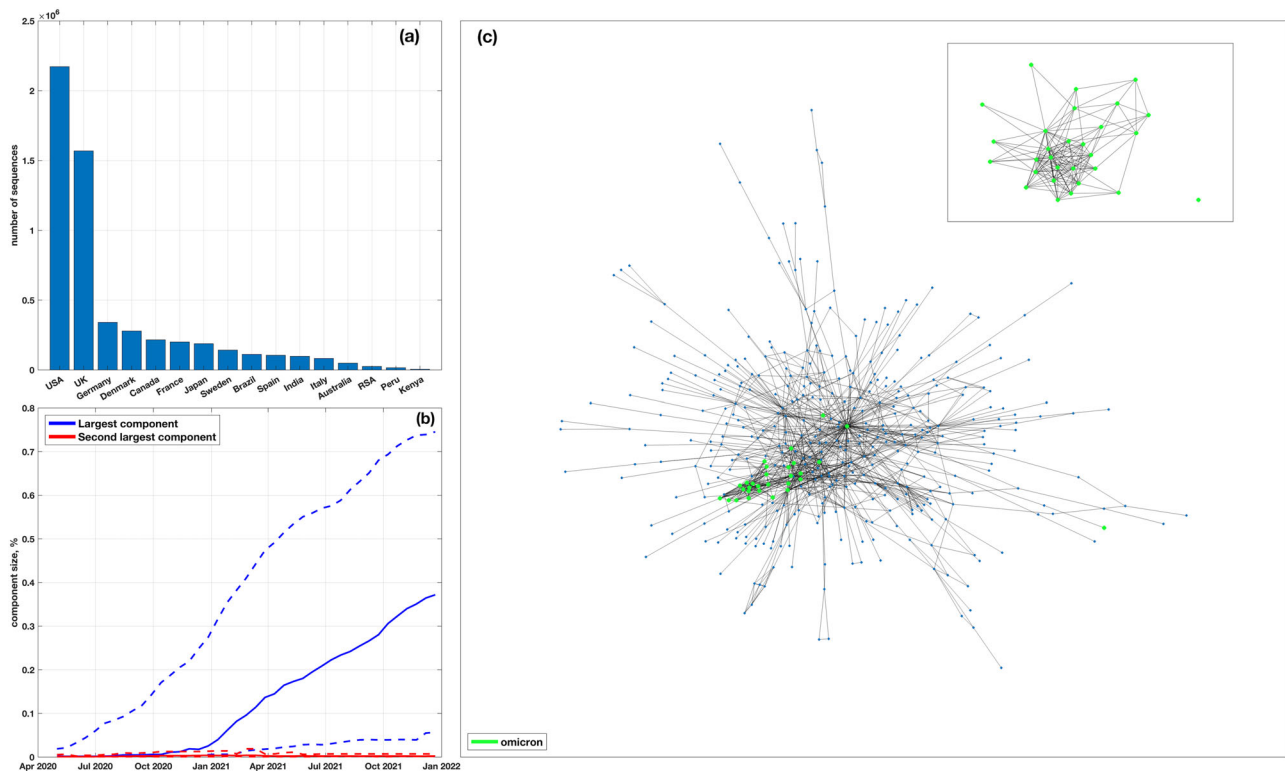 ×10⁶
(a)
2.5
2
1.5
1
0.5
0
number of sequences
USA
UK
Germany
Denmark
Canada
France
Japan
Sweden
Brazil
Spain
India
Italy
Australia
RSA
Peru
Kenya
(b)
Largest component
Second largest component
0.8
0.7
0.6
0.5
0.4
0.3
0.2
0.1
0
component size, %
Apr 2020
Jul 2020
Oct 2020
Jan 2021
Apr 2021
Jul 2021
Oct 2021
Jan 2022
(c)
omicron